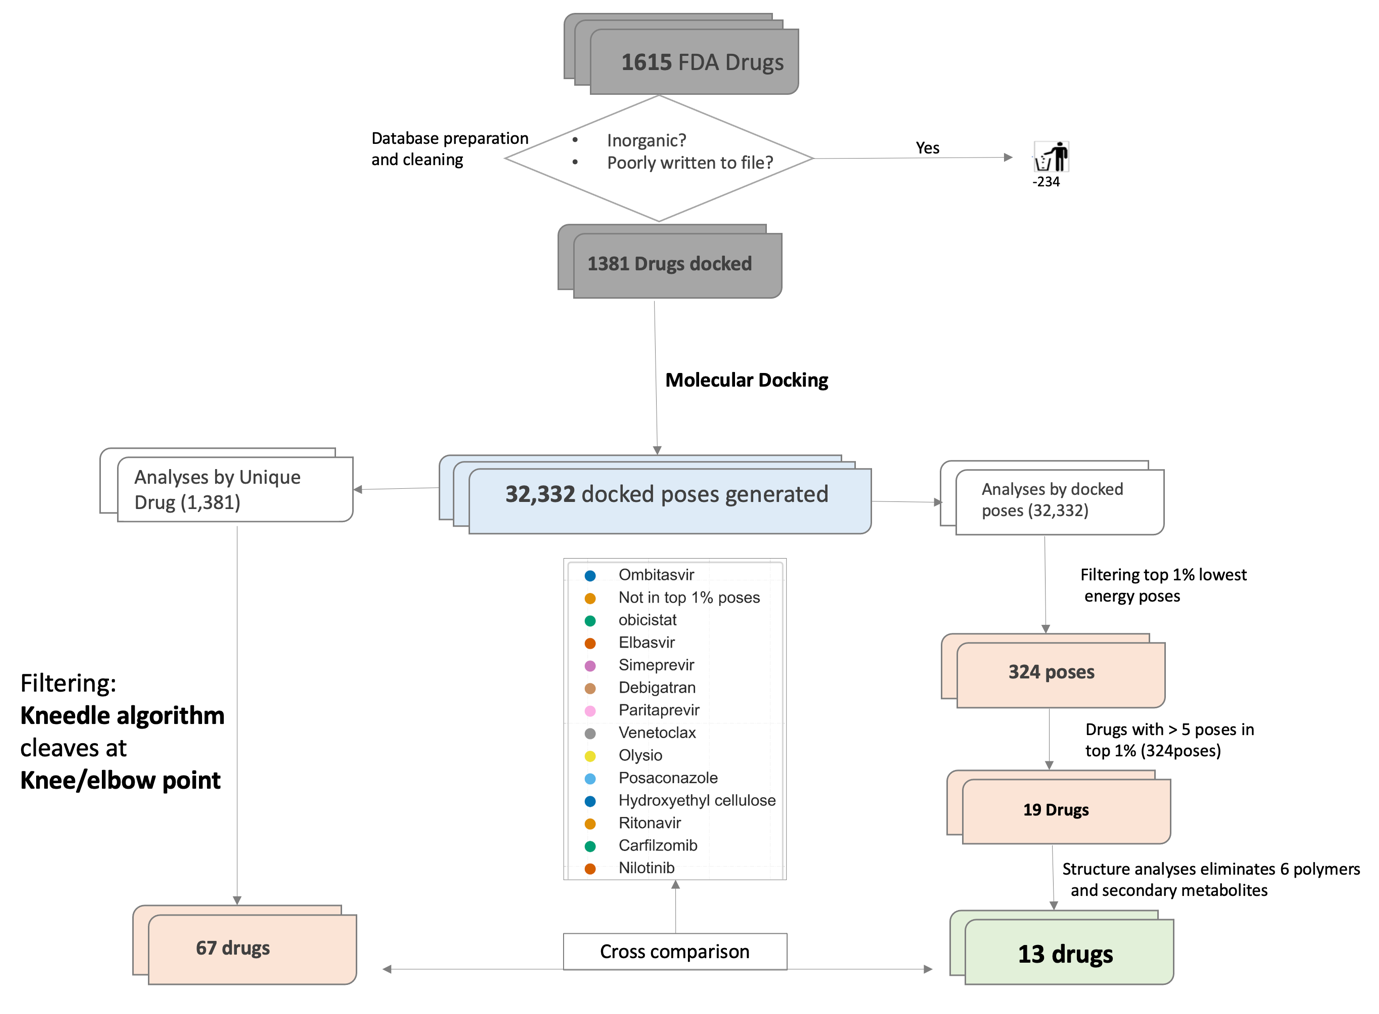 1615 FDA Drugs
Database preparation
and cleaning
• Inorganic?
• Poorly written to file?
Yes
-234
1381 Drugs docked
Molecular Docking
Analyses by Unique
Drug (1,381)
32,332 docked poses generated
Analyses by docked
poses (32,332)
Filtering top 1% lowest
energy poses
Ombitasvir
Not in top 1% poses
obicistat
Elbasvir
Simeprevir
Debigatran
Paritaprevir
Venetoclax
Olysio
Posaconazole
Hydroxyethyl cellulose
Ritonavir
Carfilzomib
Nilotinib
324 poses
Filtering:
Kneedle algorithm
cleaves at
Knee/elbow point
Drugs with > 5 poses in
top 1% (324poses)
19 Drugs
Structure analyses eliminates 6 polymers
and secondary metabolites
67 drugs
Cross comparison
13 drugs